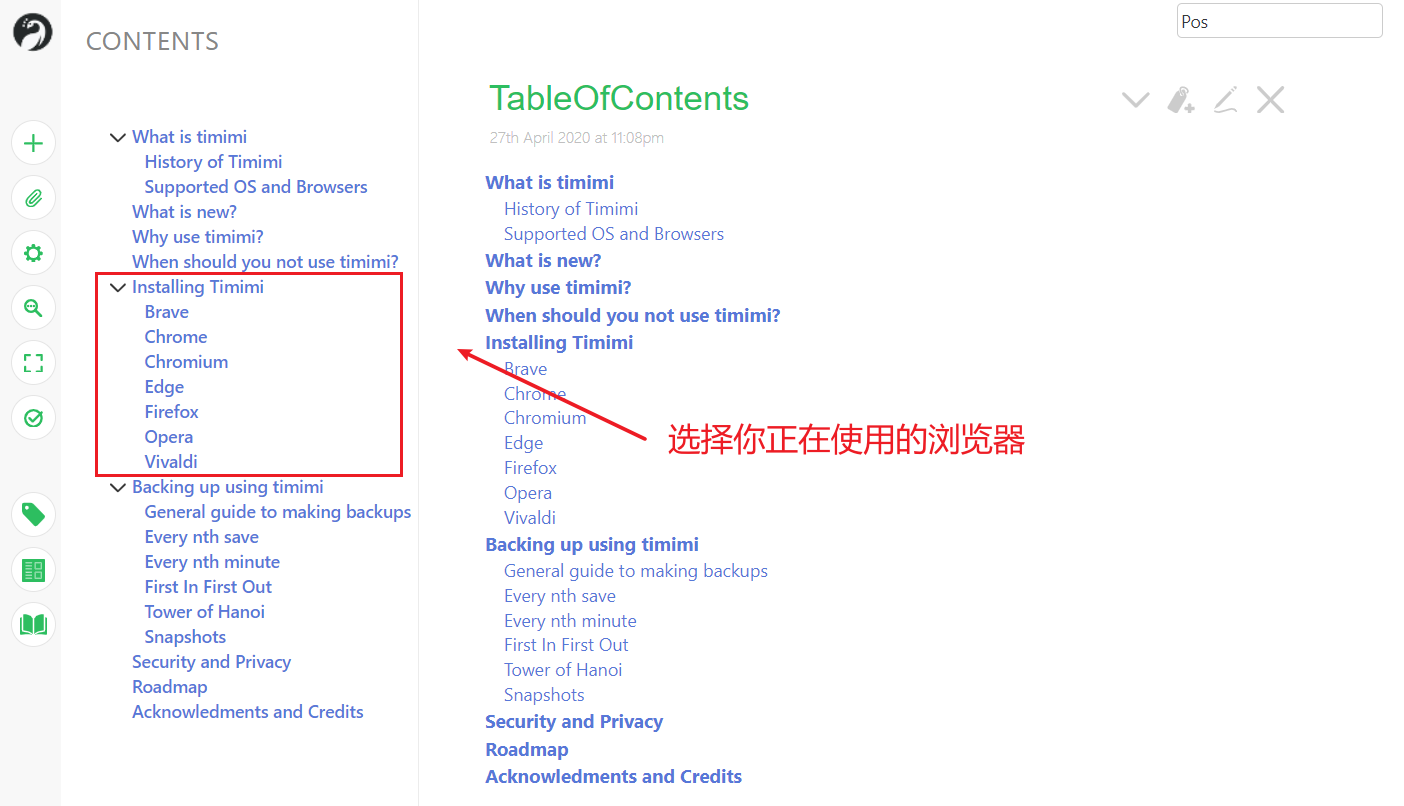 CONTENTS
What is timimi
History of Timimi
Supported OS and Browsers
What is new?
Why use timimi?
When should you not use timimi?
Installing Timimi
Brave
Chrome
Chromium
Edge
Firefox
Opera
Vivaldi
Backing up using timimi
General guide to making backups
Every nth save
Every nth minute
First In First Out
Tower of Hanoi
Snapshots
Security and Privacy
Roadmap
Acknowledments and Credits
Pos
TableOfContents
27th April 2020 at 11:08pm
What is timimi
History of Timimi
Supported OS and Browsers
What is new?
Why use timimi?
When should you not use timimi?
Installing Timimi
Brave
Chrome
Chromium
Edge
Firefox
Opera
Vivaldi
Backing up using timimi
General guide to making backups
Every nth save
Every nth minute
First In First Out
Tower of Hanoi
Snapshots
Security and Privacy
Roadmap
Acknowledments and Credits
选择你正在使用的浏览器